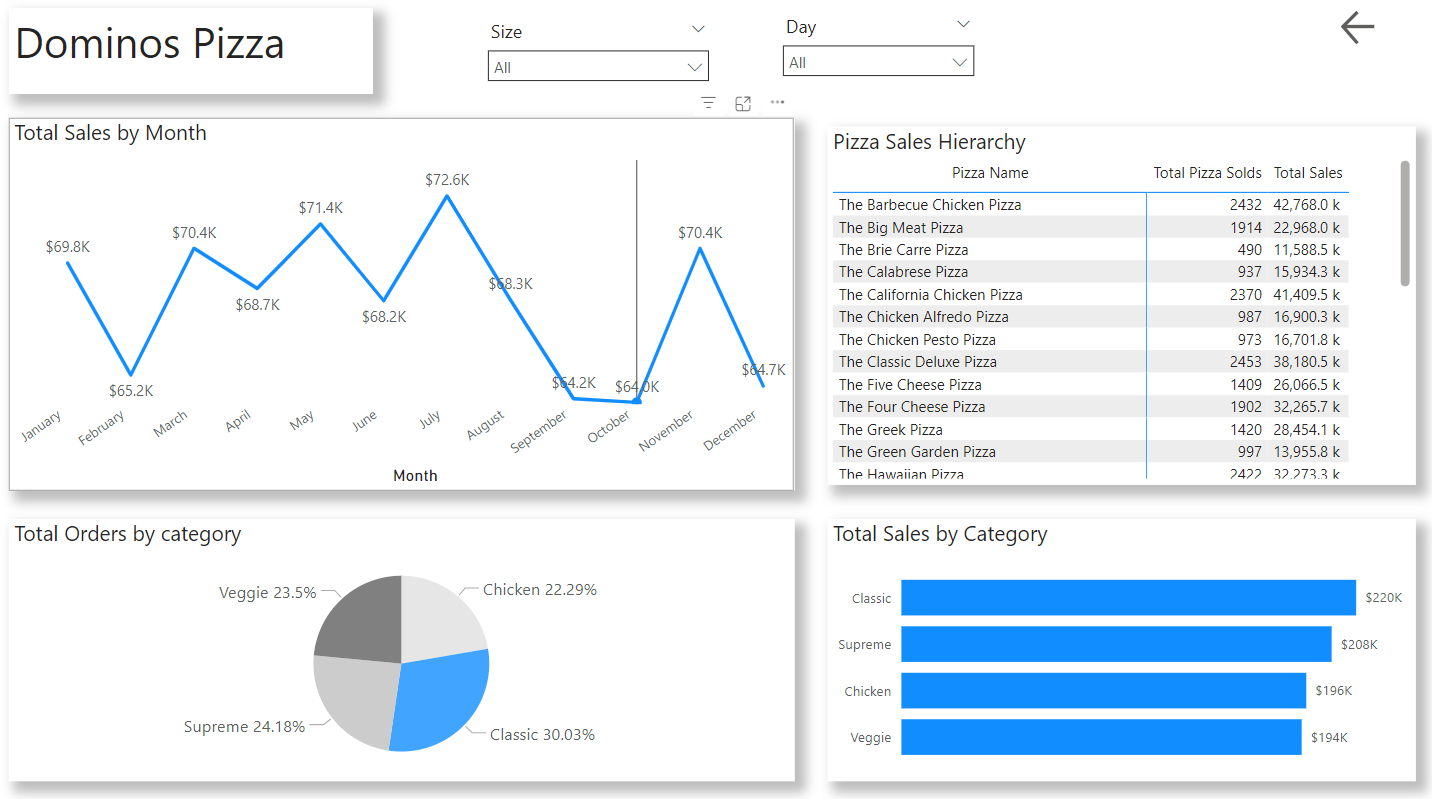 Dominos Pizza
Size
All
Day
All
Total Sales by Month
$69.8K
$65.2K
$70.4K
$68.7K
$71.4K
$68.2K
$72.6K
$68.3K
$64.2K
$64.0K
$70.4K
$64.7K
January
February
March
April
May
June
July
August
September
October
November
December
Month
Pizza Sales Hierarchy
Pizza Name Total Pizza Solds Total Sales
The Barbecue Chicken Pizza 2432 42,768.0 k
The Big Meat Pizza 1914 22,968.0 k
The Brie Carre Pizza 490 11,588.5 k
The Calabrese Pizza 937 15,934.3 k
The California Chicken Pizza 2370 41,409.5 k
The Chicken Alfredo Pizza 987 16,900.3 k
The Chicken Pesto Pizza 973 16,701.8 k
The Classic Deluxe Pizza 2453 38,180.5 k
The Five Cheese Pizza 1409 26,066.5 k
The Four Cheese Pizza 1902 32,265.7 k
The Greek Pizza 1420 28,454.1 k
The Green Garden Pizza 997 13,955.8 k
The Hawaiian Pizza 2422 32,273.3 k
Total Orders by category
Veggie 23.5%
Chicken 22.29%
Supreme 24.18%
Classic 30.03%
Total Sales by Category
Classic $220K
Supreme $208K
Chicken $196K
Veggie $194K